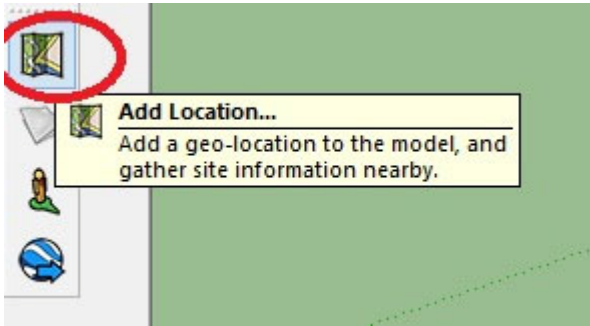 Add Location...
Add a geo-location to the model, and
gather site information nearby.